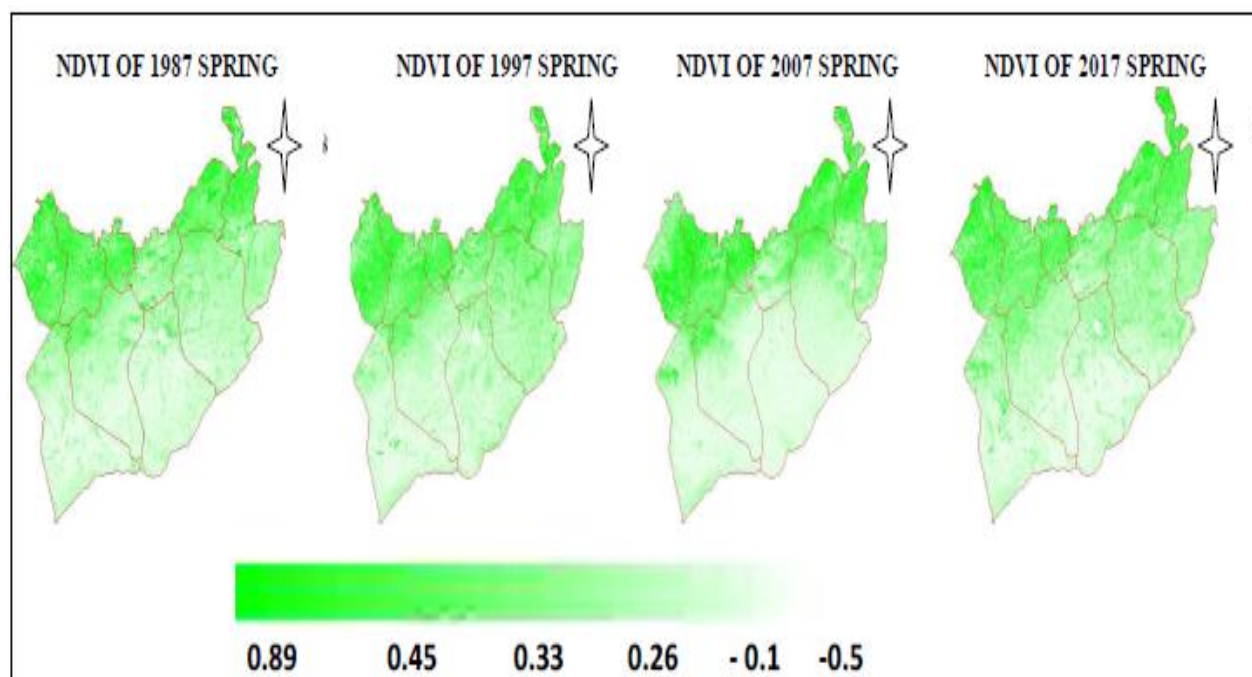 NDVI OF 1987 SPRING
NDVI OF 1997 SPRING
NDVI OF 2007 SPRING
NDVI OF 2017 SPRING
0.89 0.45 0.33 0.26 - 0.1 -0.5